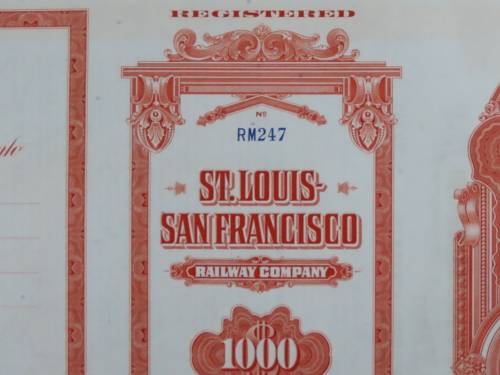 REGISTERED
No
RM247
ST. LOUIS-
SAN FRANCISCO
RAILWAY COMPANY
$1000